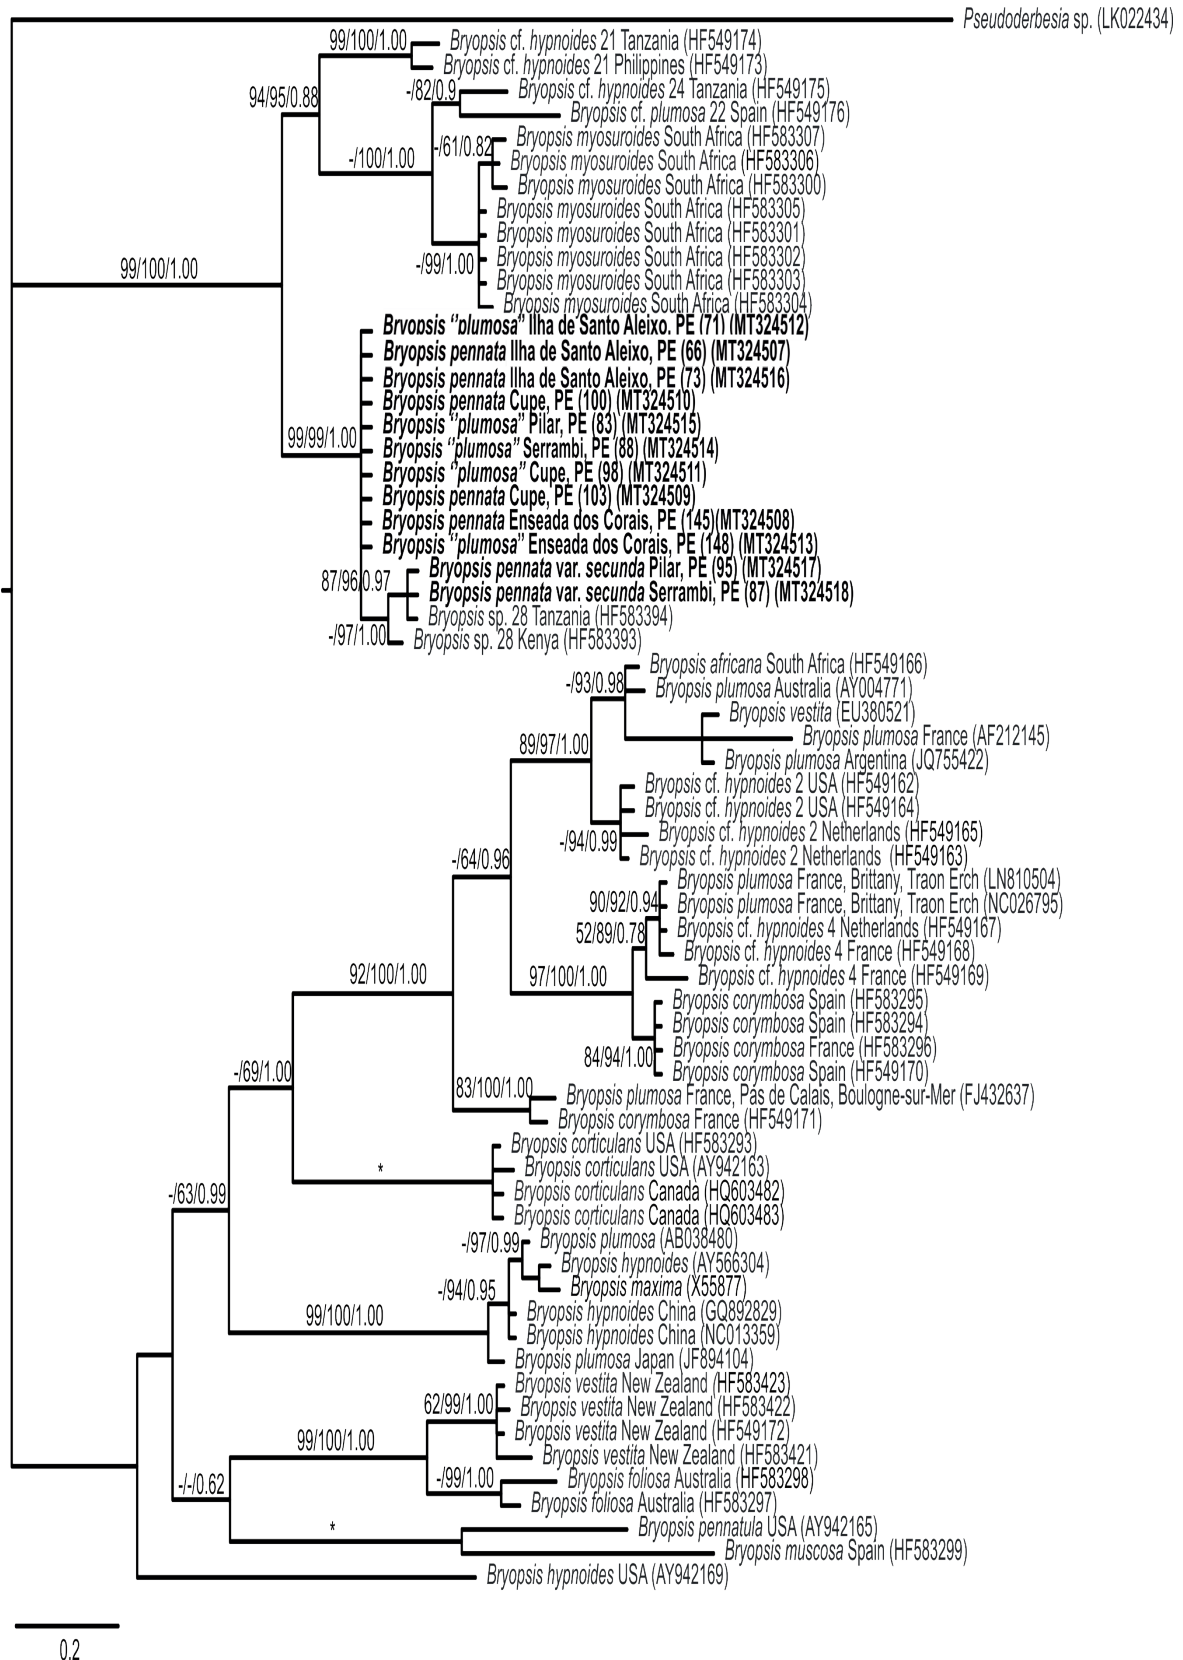 Pseudoderbesia sp. (LK022434)
99/100/1.00
Bryopsis cf. hypnoides 21 Tanzania (HF549174)
Bryopsis cf. hypnoides 21 Philippines (HF549173)
94/95/0.88
-/82/0.9
Bryopsis cf. hypnoides 24 Tanzania (HF549175)
Bryopsis cf. plumosa 22 Spain (HF549176)
-/100/1.00
-/61/0.82
Bryopsis myosuroides South Africa (HF583307)
Bryopsis myosuroides South Africa (HF583306)
Bryopsis myosuroides South Africa (HF583300)
Bryopsis myosuroides South Africa (HF583305)
Bryopsis myosuroides South Africa (HF583301)
Bryopsis myosuroides South Africa (HF583302)
Bryopsis myosuroides South Africa (HF583303)
Bryopsis myosuroides South Africa (HF583304)
-/99/1.00
99/100/1.00
Bryopsis ‘’plumosa’’ Ilha de Santo Aleixo, PE (71) (MT324512)
Bryopsis pennata Ilha de Santo Aleixo, PE (66) (MT324507)
Bryopsis pennata Ilha de Santo Aleixo, PE (73) (MT324516)
Bryopsis pennata Cupe, PE (100) (MT324510)
Bryopsis ‘’plumosa’’ Pilar, PE (83) (MT324515)
Bryopsis ‘’plumosa’’ Serrambi, PE (88) (MT324514)
99/99/1.00
Bryopsis ‘’plumosa’’ Cupe, PE (98) (MT324511)
Bryopsis pennata Cupe, PE (103) (MT324509)
Bryopsis pennata Enseada dos Corais, PE (145)(MT324508)
Bryopsis ‘’plumosa’’ Enseada dos Corais, PE (148) (MT324513)
87/96/0.97
Bryopsis pennata var. secunda Pilar, PE (95) (MT324517)
Bryopsis pennata var. secunda Serrambi, PE (87) (MT324518)
Bryopsis sp. 28 Tanzania (HF583394)
-/97/1.00
Bryopsis sp. 28 Kenya (HF583393)
Bryopsis africana South Africa (HF549166)
-/93/0.98
Bryopsis plumosa Australia (AY004771)
Bryopsis vestita (EU380521)
Bryopsis plumosa France (AF212145)
Bryopsis plumosa Argentina (JQ755422)
89/97/1.00
Bryopsis cf. hypnoides 2 USA (HF549162)
Bryopsis cf. hypnoides 2 USA (HF549164)
Bryopsis cf. hypnoides 2 Netherlands (HF549165)
-/94/0.99
Bryopsis cf. hypnoides 2 Netherlands (HF549163)
-/64/0.96
Bryopsis plumosa France, Brittany, Traon Erch (LN810504)
90/92/0.94
Bryopsis plumosa France, Brittany, Traon Erch (NC026795)
Bryopsis cf. hypnoides 4 Netherlands (HF549167)
52/89/0.78
Bryopsis cf. hypnoides 4 France (HF549168)
Bryopsis cf. hypnoides 4 France (HF549169)
92/100/1.00
97/100/1.00
Bryopsis corymbosa Spain (HF583295)
Bryopsis corymbosa Spain (HF583294)
Bryopsis corymbosa France (HF583296)
84/94/1.00
Bryopsis corymbosa Spain (HF549170)
-/69/1.00
83/100/1.00
Bryopsis plumosa France, Pas de Calais, Boulogne-sur-Mer (FJ432637)
Bryopsis corymbosa France (HF549171)
Bryopsis corticulans USA (HF583293)
*
Bryopsis corticulans USA (AY942163)
Bryopsis corticulans Canada (HQ603482)
Bryopsis corticulans Canada (HQ603483)
-/63/0.99
-/97/0.99
Bryopsis plumosa (AB038480)
Bryopsis hypnoides (AY566304)
Bryopsis maxima (X55877)
-/94/0.95
Bryopsis hypnoides China (GQ892829)
Bryopsis hypnoides China (NC013359)
99/100/1.00
Bryopsis plumosa Japan (JF894104)
Bryopsis vestita New Zealand (HF583423)
62/99/1.00
Bryopsis vestita New Zealand (HF583422)
Bryopsis vestita New Zealand (HF549172)
Bryopsis vestita New Zealand (HF583421)
99/100/1.00
-/99/1.00
Bryopsis foliosa Australia (HF583298)
Bryopsis foliosa Australia (HF583297)
-/-/0.62
*
Bryopsis pennatula USA (AY942165)
Bryopsis muscosa Spain (HF583299)
Bryopsis hypnoides USA (AY942169)
0.2